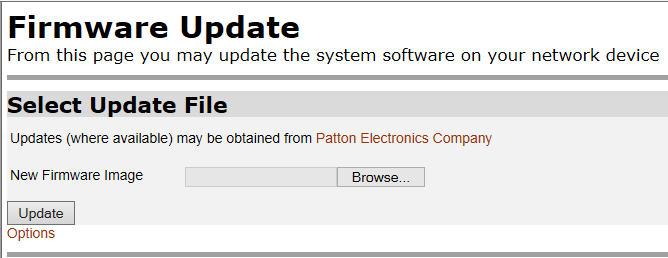 Firmware Update
From this page you may update the system software on your network device
Select Update File
Updates (where available) may be obtained from Patton Electronics Company
New Firmware Image Browse...
Update
Options